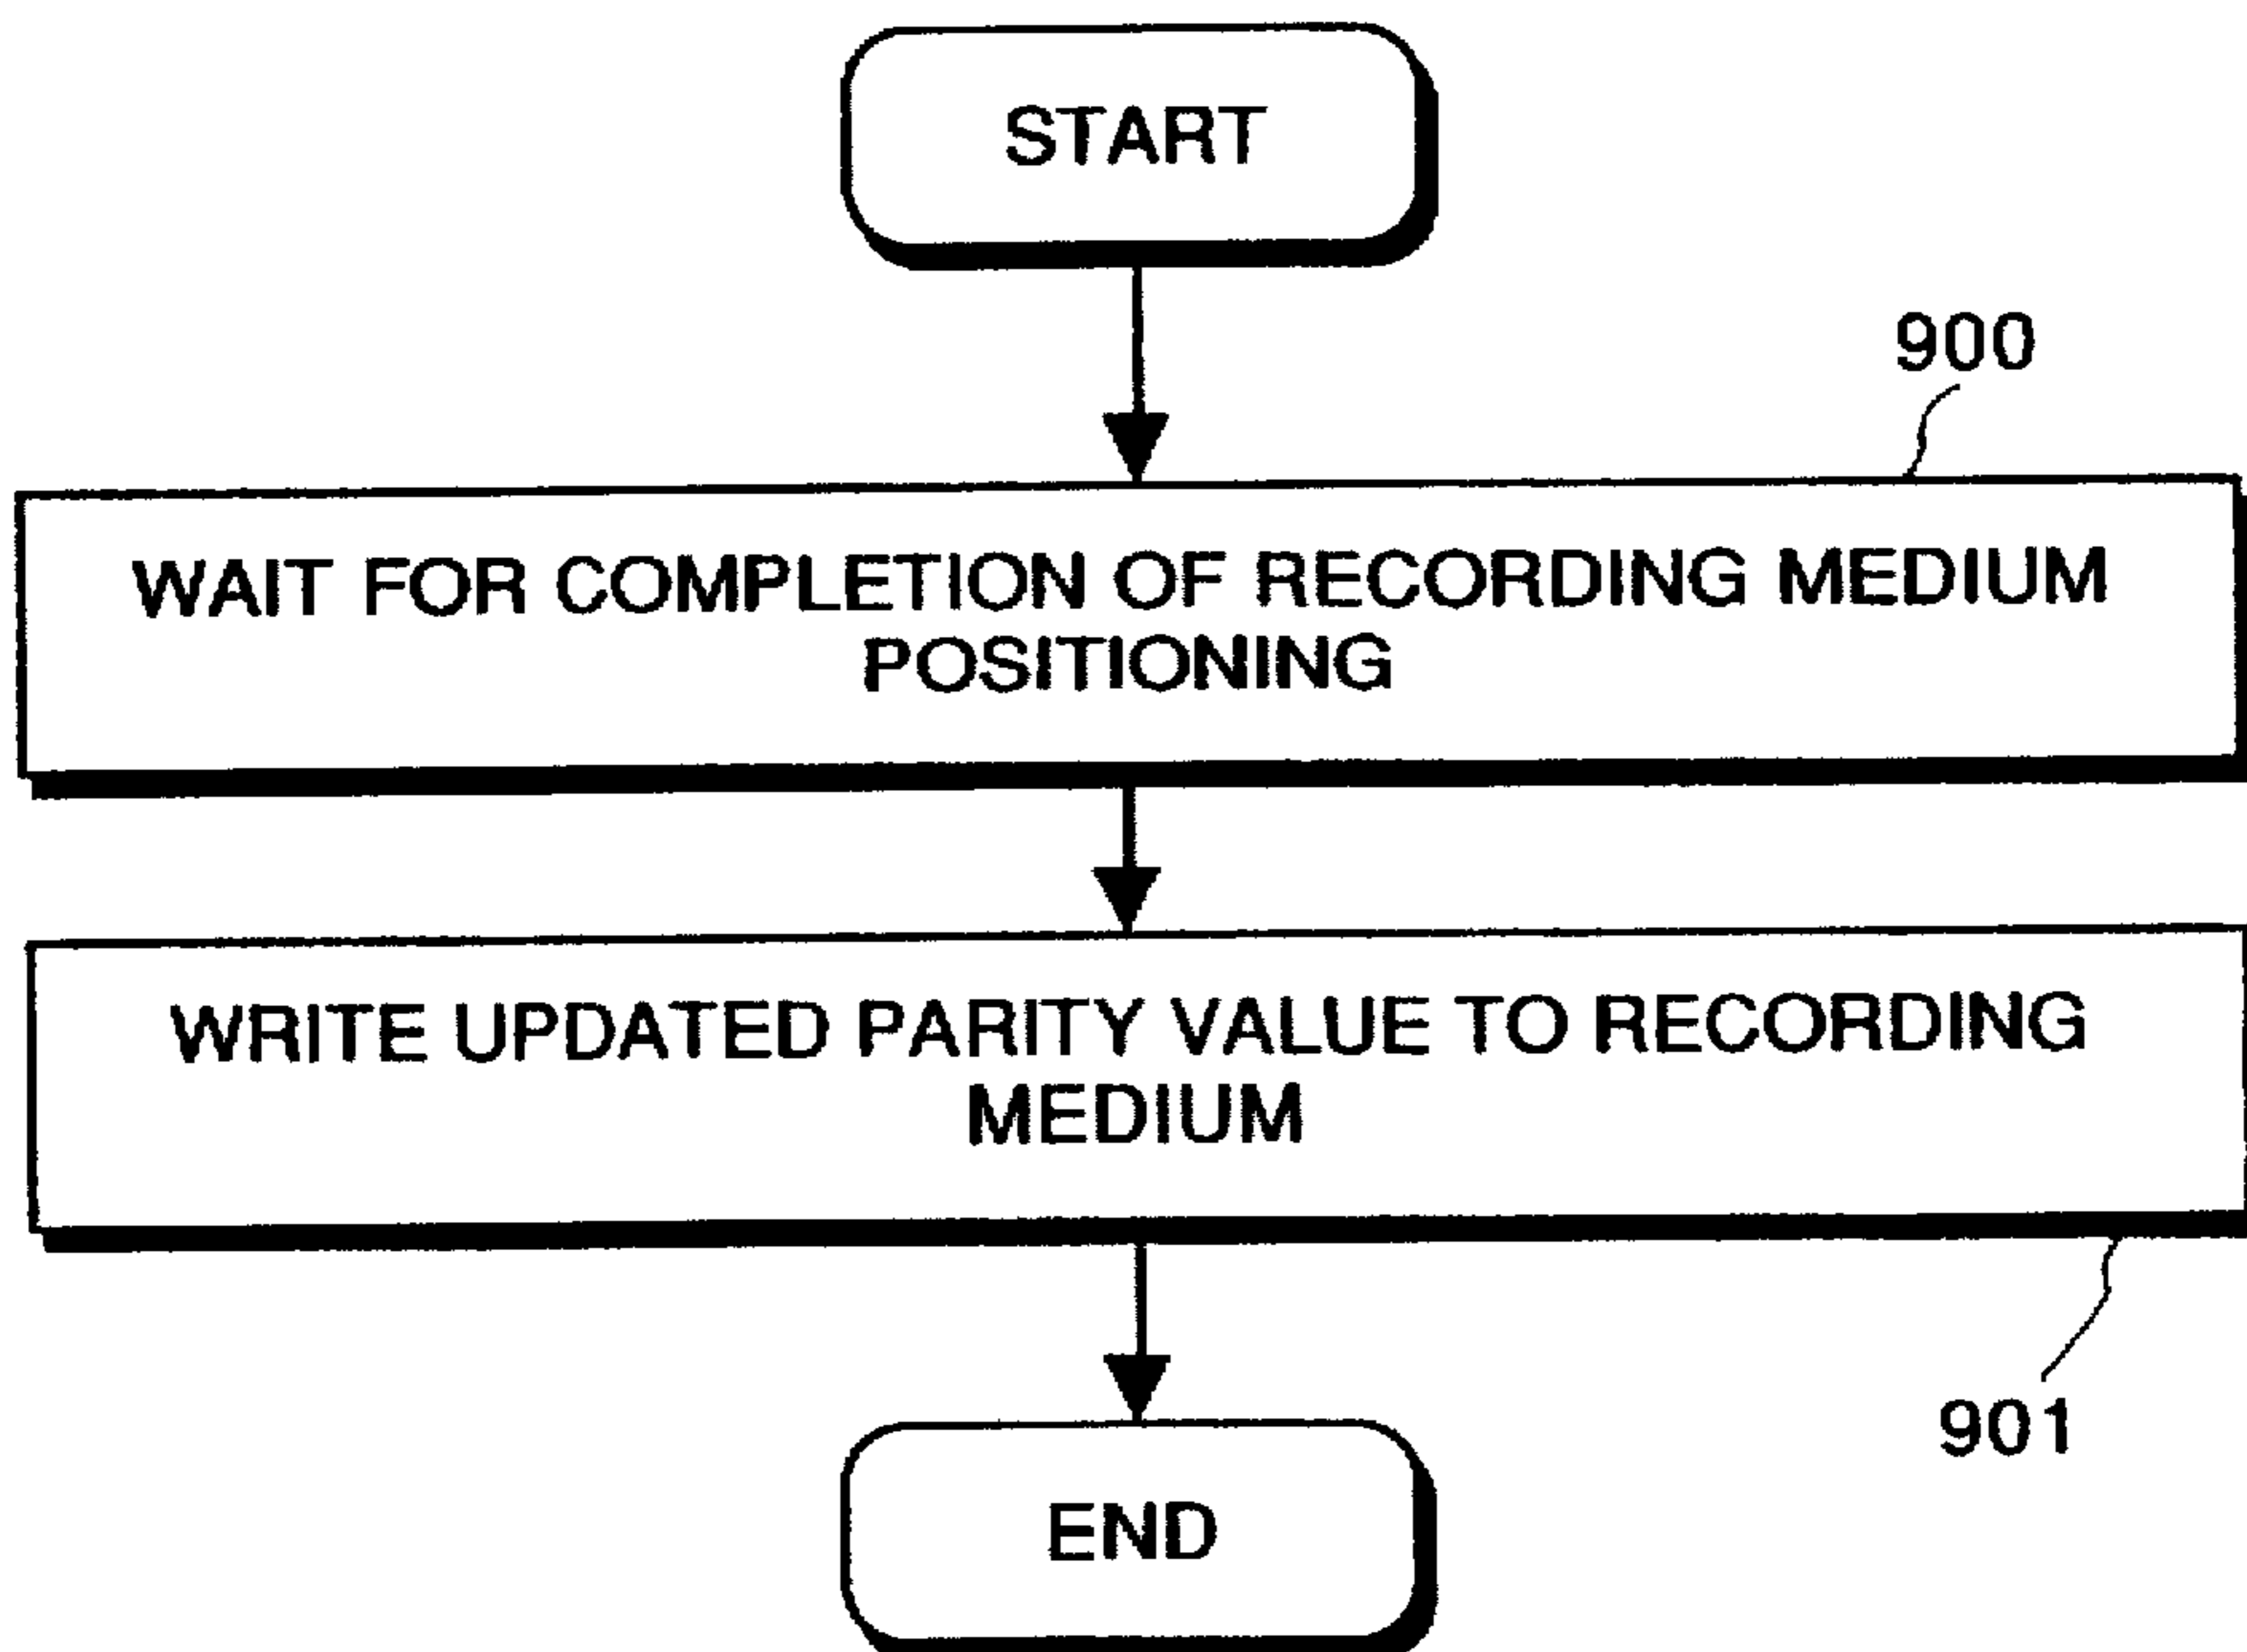 START
900
WAIT FOR COMPLETION OF RECORDING MEDIUM
POSITIONING
WRITE UPDATED PARITY VALUE TO RECORDING
MEDIUM
901
END